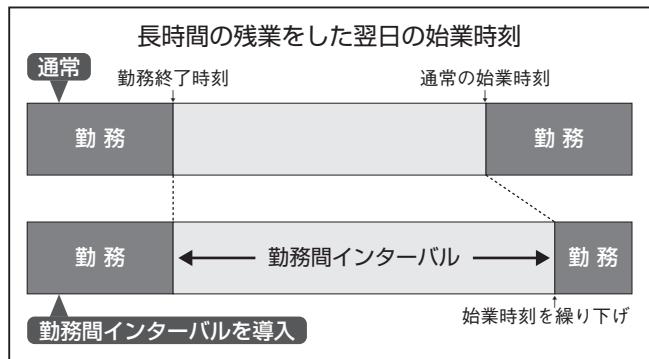 長時間の残業をした翌日の始業時刻
通常
勤務終了時刻
通常の始業時刻
勤 務
勤 務
勤 務
勤務間インターバル
勤 務
始業時刻を繰り下げ
勤務間インターバルを導入